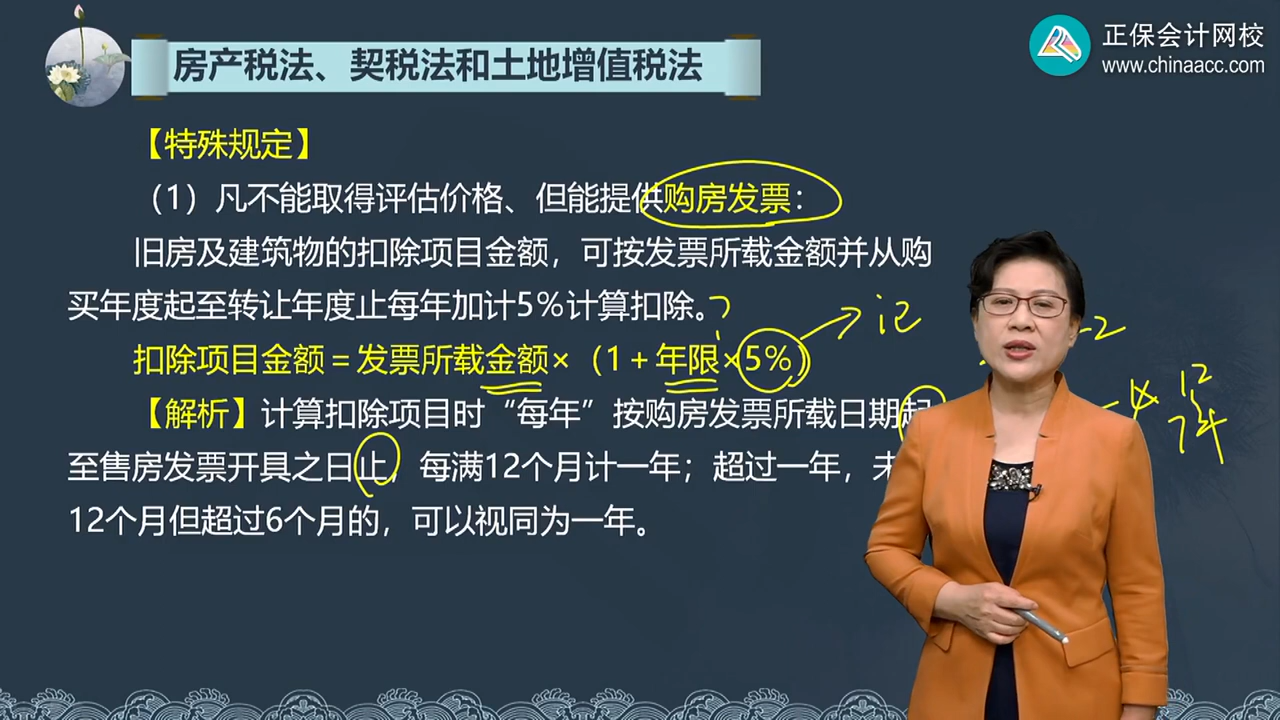 房产税法、契税法和土地增值税法
正保会计网校
www.chinaacc.com
【特殊规定】
（1）凡不能取得评估价格、但能提供购房发票：
旧房及建筑物的扣除项目金额，可按发票所载金额并从购
买年度起至转让年度止每年加计5%计算扣除。
扣除项目金额＝发票所载金额×（1＋年限×5%）
【解析】计算扣除项目时“每年”按购房发票所载日期起
至售房发票开具之日止，每满12个月计一年；超过一年，未
12个月但超过6个月的，可以视同为一年。
记
-2
12
7年